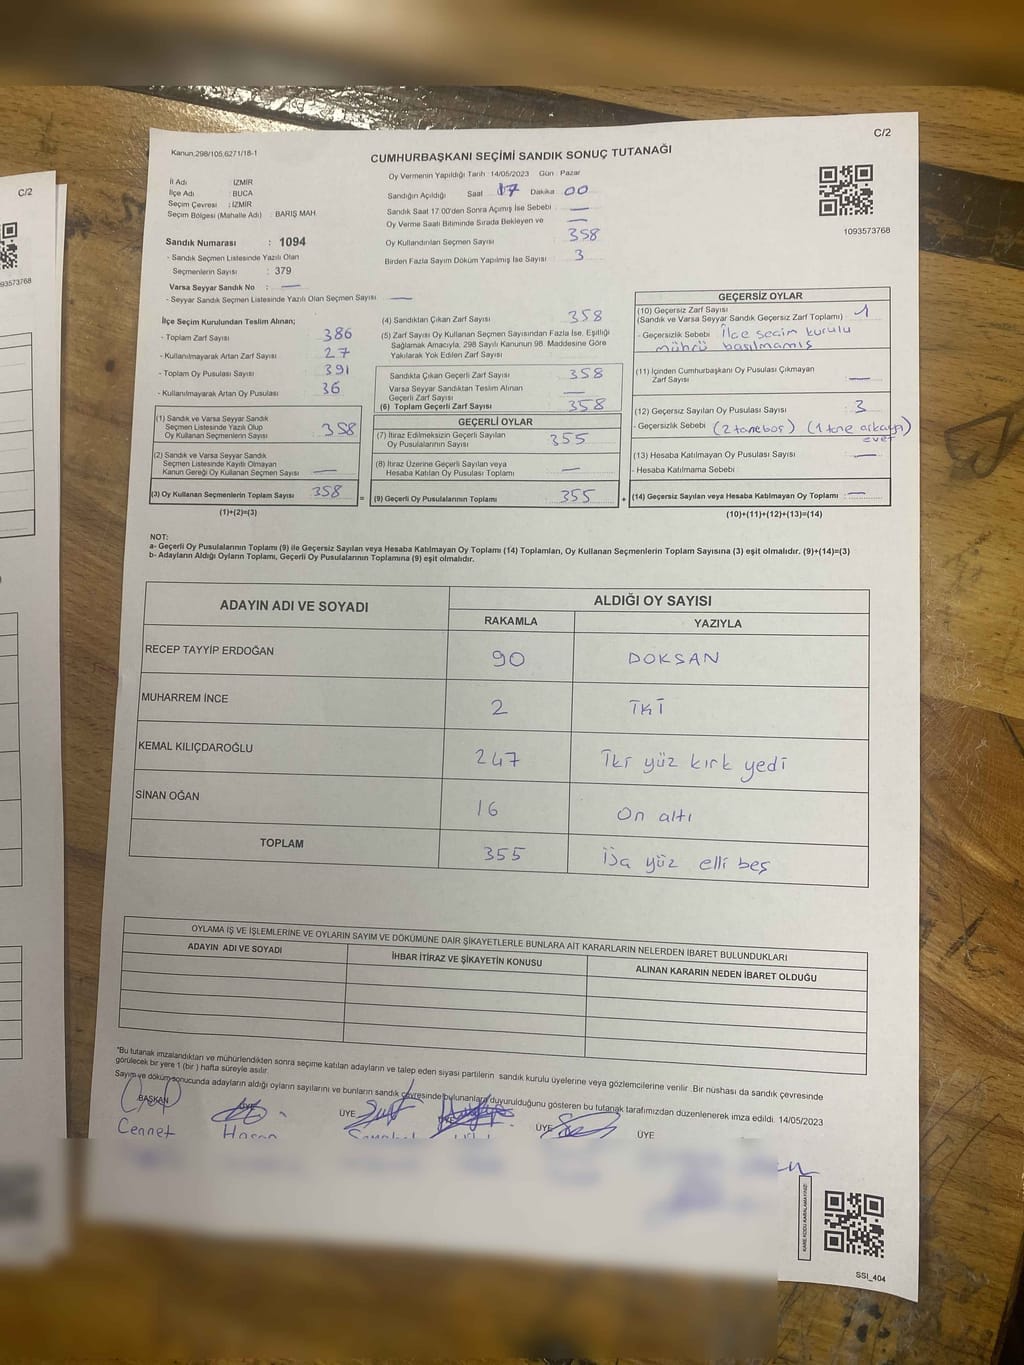 C/2
C/2
93573768
Kanun,298/105,6271/18-1
CUMHURBAŞKANI SEÇİMİ SANDIK SONUÇ TUTANAĞI
1093573768
İl Adı : İZMİR
İlçe Adı : BUCA
Seçim Çevresi : İZMİR
Seçim Bölgesi (Mahalle Adı) : BARIŞ MAH.
Sandık Numarası : 1094
- Sandık Seçmen Listesinde Yazılı Olan
Seçmenlerin Sayısı : 379
Varsa Seyyar Sandık No : —
- Seyyar Sandık Seçmen Listesinde Yazılı Olan Seçmen Sayısı —
Oy Vermenin Yapıldığı Tarih : 14/05/2023 Gün : Pazar
Sandığın Açıldığı Saat 17 Dakika 00
Sandık Saat 17.00'den Sonra Açımış İse Sebebi —
Oy Verme Saati Bitiminde Sırada Bekleyen ve —
Oy Kullandırılan Seçmen Sayısı 358
Birden Fazla Sayım Döküm Yapılmış İse Sayısı 3
İlçe Seçim Kurulundan Teslim Alınan;
- Toplam Zarf Sayısı 386
- Kullanılmayarak Artan Zarf Sayısı 27
- Toplam Oy Pusulası Sayısı 391
- Kullanılmayarak Artan Oy Pusulası 36
(1) Sandık ve Varsa Seyyar Sandık
Seçmen Listesinde Yazılı Olup
Oy Kullanan Seçmenlerin Sayısı 358
(2) Sandık ve Varsa Seyyar Sandık
Seçmen Listesinde Kayıtlı Olmayan
Kanun Gereği Oy Kullanan Seçmen Sayısı —
(3) Oy Kullanan Seçmenlerin Toplam Sayısı 358
(1)+(2)=(3)
=
(4) Sandıktan Çıkan Zarf Sayısı 358
(5) Zarf Sayısı Oy Kullanan Seçmen Sayısından Fazla İse, Eşitliği
Sağlamak Amacıyla, 298 Sayılı Kanunun 98. Maddesine Göre
Yakılarak Yok Edilen Zarf Sayısı
Sandıkta Çıkan Geçerli Zarf Sayısı 358
Varsa Seyyar Sandıktan Teslim Alınan
Geçerli Zarf Sayısı —
(6) Toplam Geçerli Zarf Sayısı 358
GEÇERLİ OYLAR
(7) İtiraz Edilmeksizin Geçerli Sayılan
Oy Pusulalarının Sayısı 355
(8) İtiraz Üzerine Geçerli Sayılan veya
Hesaba Katılan Oy Pusulası Toplamı —
(9) Geçerli Oy Pusulalarının Toplamı 355
+
GEÇERSİZ OYLAR
(10) Geçersiz Zarf Sayısı 1
(Sandık ve Varsa Seyyar Sandık Geçersiz Zarf Toplamı)
- Geçersizlik Sebebi İlçe seçim kurulu
mührü basılmamış
(11) İçinden Cumhurbaşkanı Oy Pusulası Çıkmayan
Zarf Sayısı —
(12) Geçersiz Sayılan Oy Pusulası Sayısı 3
- Geçersizlik Sebebi (2 tane boş) (1 tane arkaya)
evet
(13) Hesaba Katılmayan Oy Pusulası Sayısı —
- Hesaba Katılmama Sebebi
(14) Geçersiz Sayılan veya Hesaba Katılmayan Oy Toplamı —
(10)+(11)+(12)+(13)=(14)
NOT:
a- Geçerli Oy Pusulalarının Toplamı (9) ile Geçersiz Sayılan veya Hesaba Katılmayan Oy Toplamı (14) Toplamları, Oy Kullanan Seçmenlerin Toplam Sayısına (3) eşit olmalıdır. (9)+(14)=(3)
b- Adayların Aldığı Oyların Toplamı, Geçerli Oy Pusulalarının Toplamına (9) eşit olmalıdır.
ADAYIN ADI VE SOYADI
ALDIĞI OY SAYISI
RAKAMLA YAZIYLA
RECEP TAYYİP ERDOĞAN 90 DOKSAN
MUHARREM İNCE 2 İKİ
KEMAL KILIÇDAROĞLU 247 İki yüz kırk yedi
SİNAN OĞAN 16 On altı
TOPLAM 355 yüz elli beş
OYLAMA İŞ VE İŞLEMLERİNE VE OYLARIN SAYIM VE DÖKÜMÜNE DAİR ŞİKAYETLERLE BUNLARA AİT KARARLARIN NELERDEN İBARET BULUNDUKLARI
ADAYIN ADI VE SOYADI
İHBAR İTİRAZ VE ŞİKAYETİN KONUSU
ALINAN KARARIN NEDEN İBARET OLDUĞU
*Bu tutanak imzalandıktan ve mühürlendikten sonra seçime katılan adayların ve talep eden siyasi partilerin sandık kurulu üyelerine veya gözlemcilerine verilir. Bir nüshası da sandık çevresinde
görülecek bir yere 1 (bir ) hafta süreyle asılır.
Sayım ve döküm sonucunda adayların aldığı oyların sayılarını ve bunların sandık çevresinde bulunanlara duyurulduğunu gösteren bu tutanak tarafımızdan düzenlenerek imza edildi. 14/05/2023
BAŞKAN ÜYE ÜYE ÜYE
Cennet Hasan
KARE KODU KARALAMAYINIZ!
SSI_404